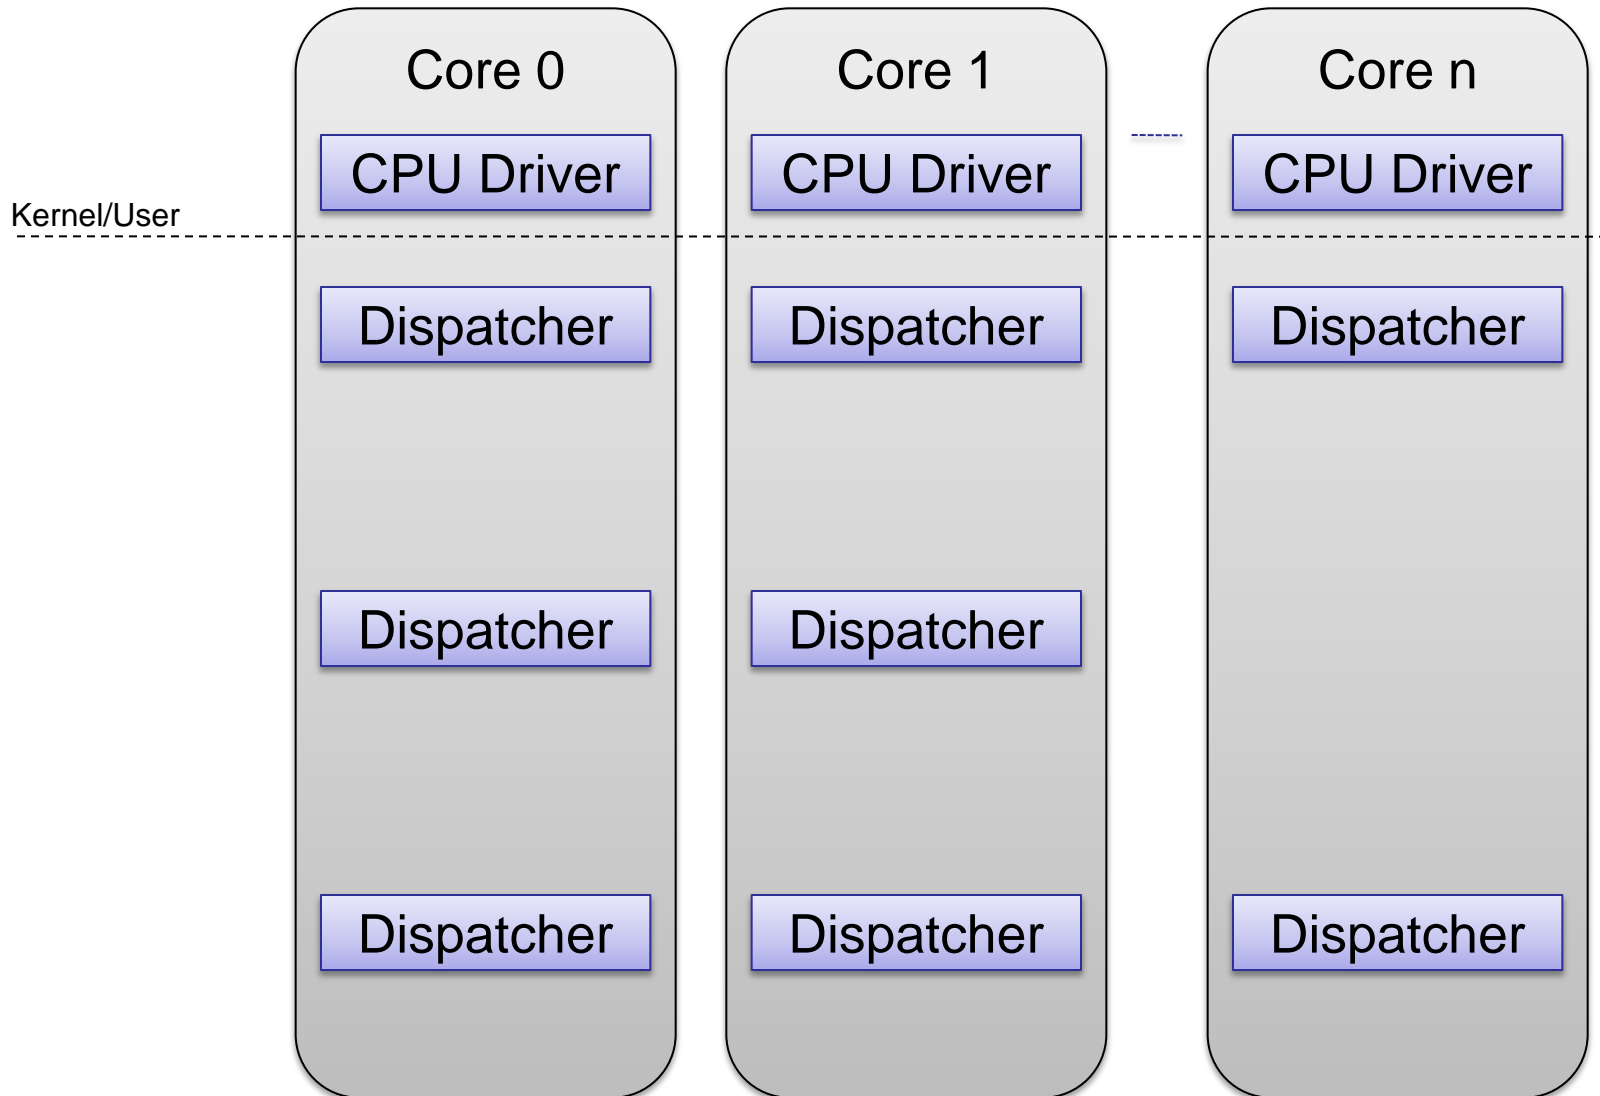 Core 0
Core 1
Core n
CPU Driver
CPU Driver
CPU Driver
Kernel/User
Dispatcher
Dispatcher
Dispatcher
Dispatcher
Dispatcher
Dispatcher
Dispatcher
Dispatcher